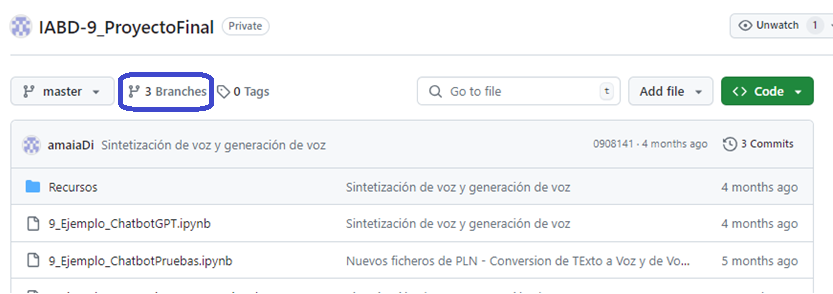 IABD-9_ProyectoFinal Private Unwatch 1
master 3 Branches 0 Tags Go to file t Add file Code
amaiaDi Sintetización de voz y generación de voz 0908141 · 4 months ago 3 Commits
Recursos Sintetización de voz y generación de voz 4 months ago
9_Ejemplo_ChatbotGPT.ipynb Sintetización de voz y generación de voz 4 months ago
9_Ejemplo_ChatbotPruebas.ipynb Nuevos ficheros de PLN - Conversion de TExto a Voz y de Vo... 5 months ago